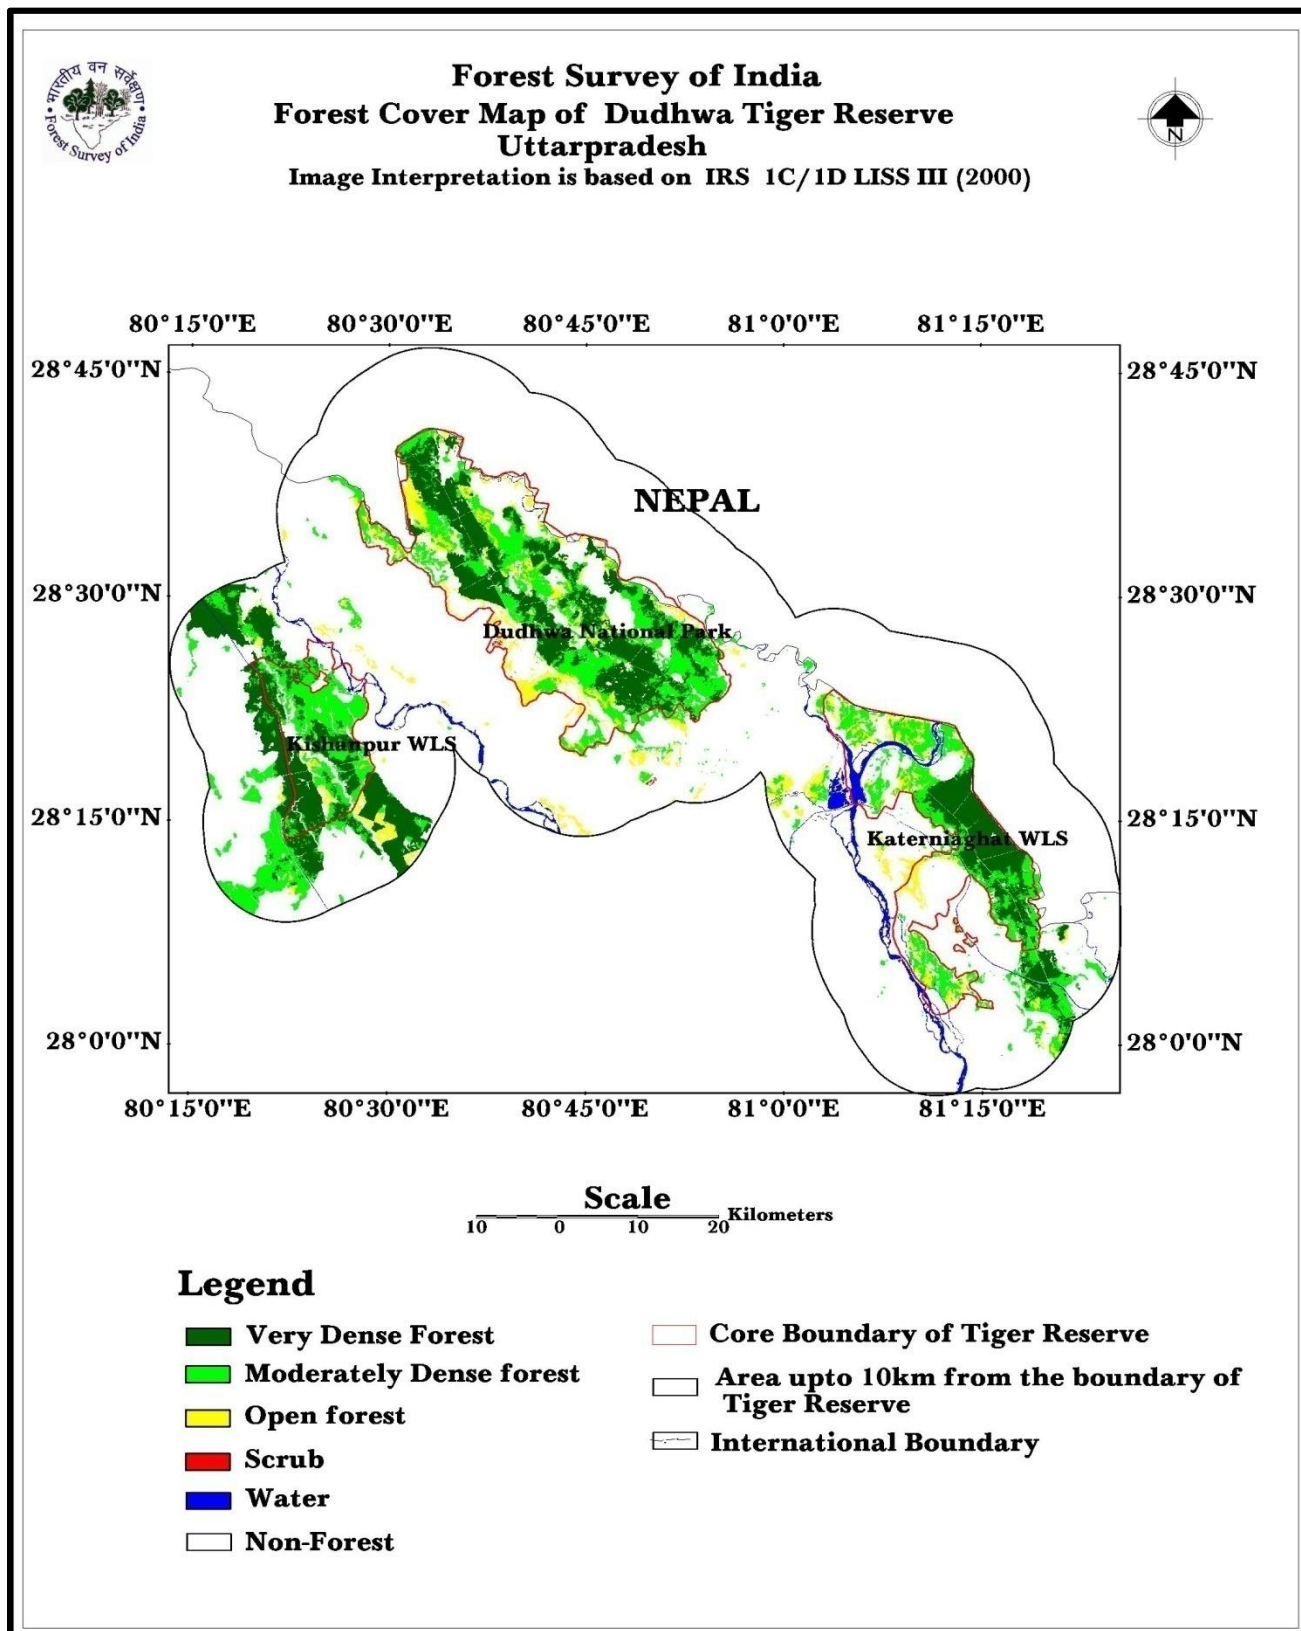 भारतीय वन सर्वेक्षण
Forest Survey of India
Forest Survey of India
Forest Cover Map of Dudhwa Tiger Reserve
Uttarpradesh
Image Interpretation is based on IRS 1C/1D LISS III (2000)
N
80°15'0"E 80°30'0"E 80°45'0"E 81°0'0"E 81°15'0"E
28°45'0"N 28°45'0"N
NEPAL
28°30'0"N 28°30'0"N
Dudhwa National Park
Kishanpur WLS
28°15'0"N 28°15'0"N
Katerniaghat WLS
28°0'0"N 28°0'0"N
80°15'0"E 80°30'0"E 80°45'0"E 81°0'0"E 81°15'0"E
Scale
10 0 10 20 Kilometers
Legend
Very Dense Forest
Moderately Dense forest
Open forest
Scrub
Water
Non-Forest
Core Boundary of Tiger Reserve
Area upto 10km from the boundary of
Tiger Reserve
International Boundary